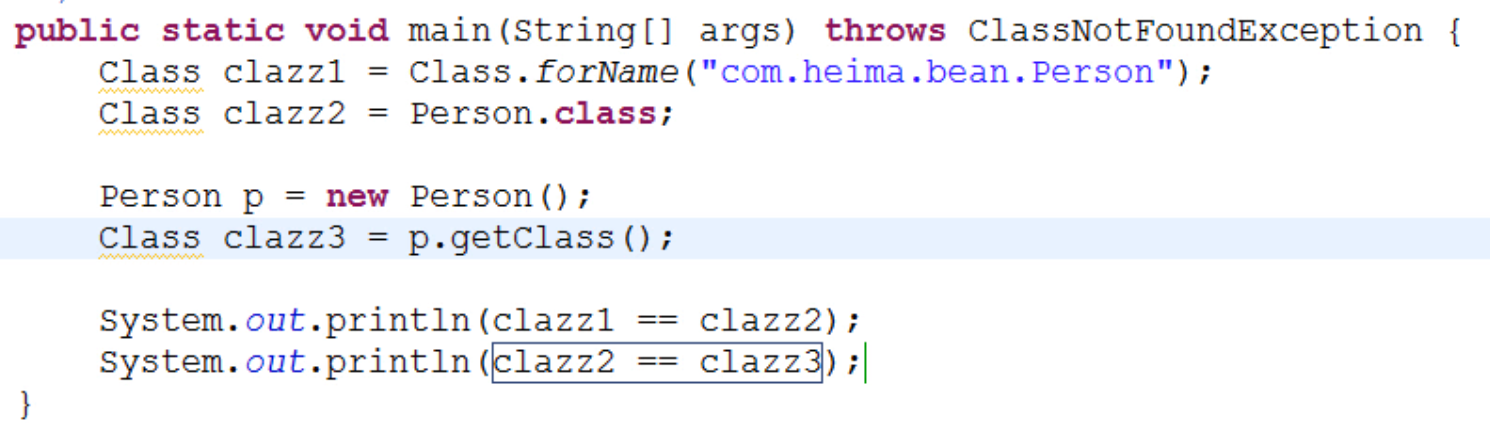 public static void main(String[] args) throws ClassNotFoundException {
    Class clazz1 = Class.forName("com.heima.bean.Person");
    Class clazz2 = Person.class;

    Person p = new Person();
    Class clazz3 = p.getClass();

    System.out.println(clazz1 == clazz2);
    System.out.println(clazz2 == clazz3);
}